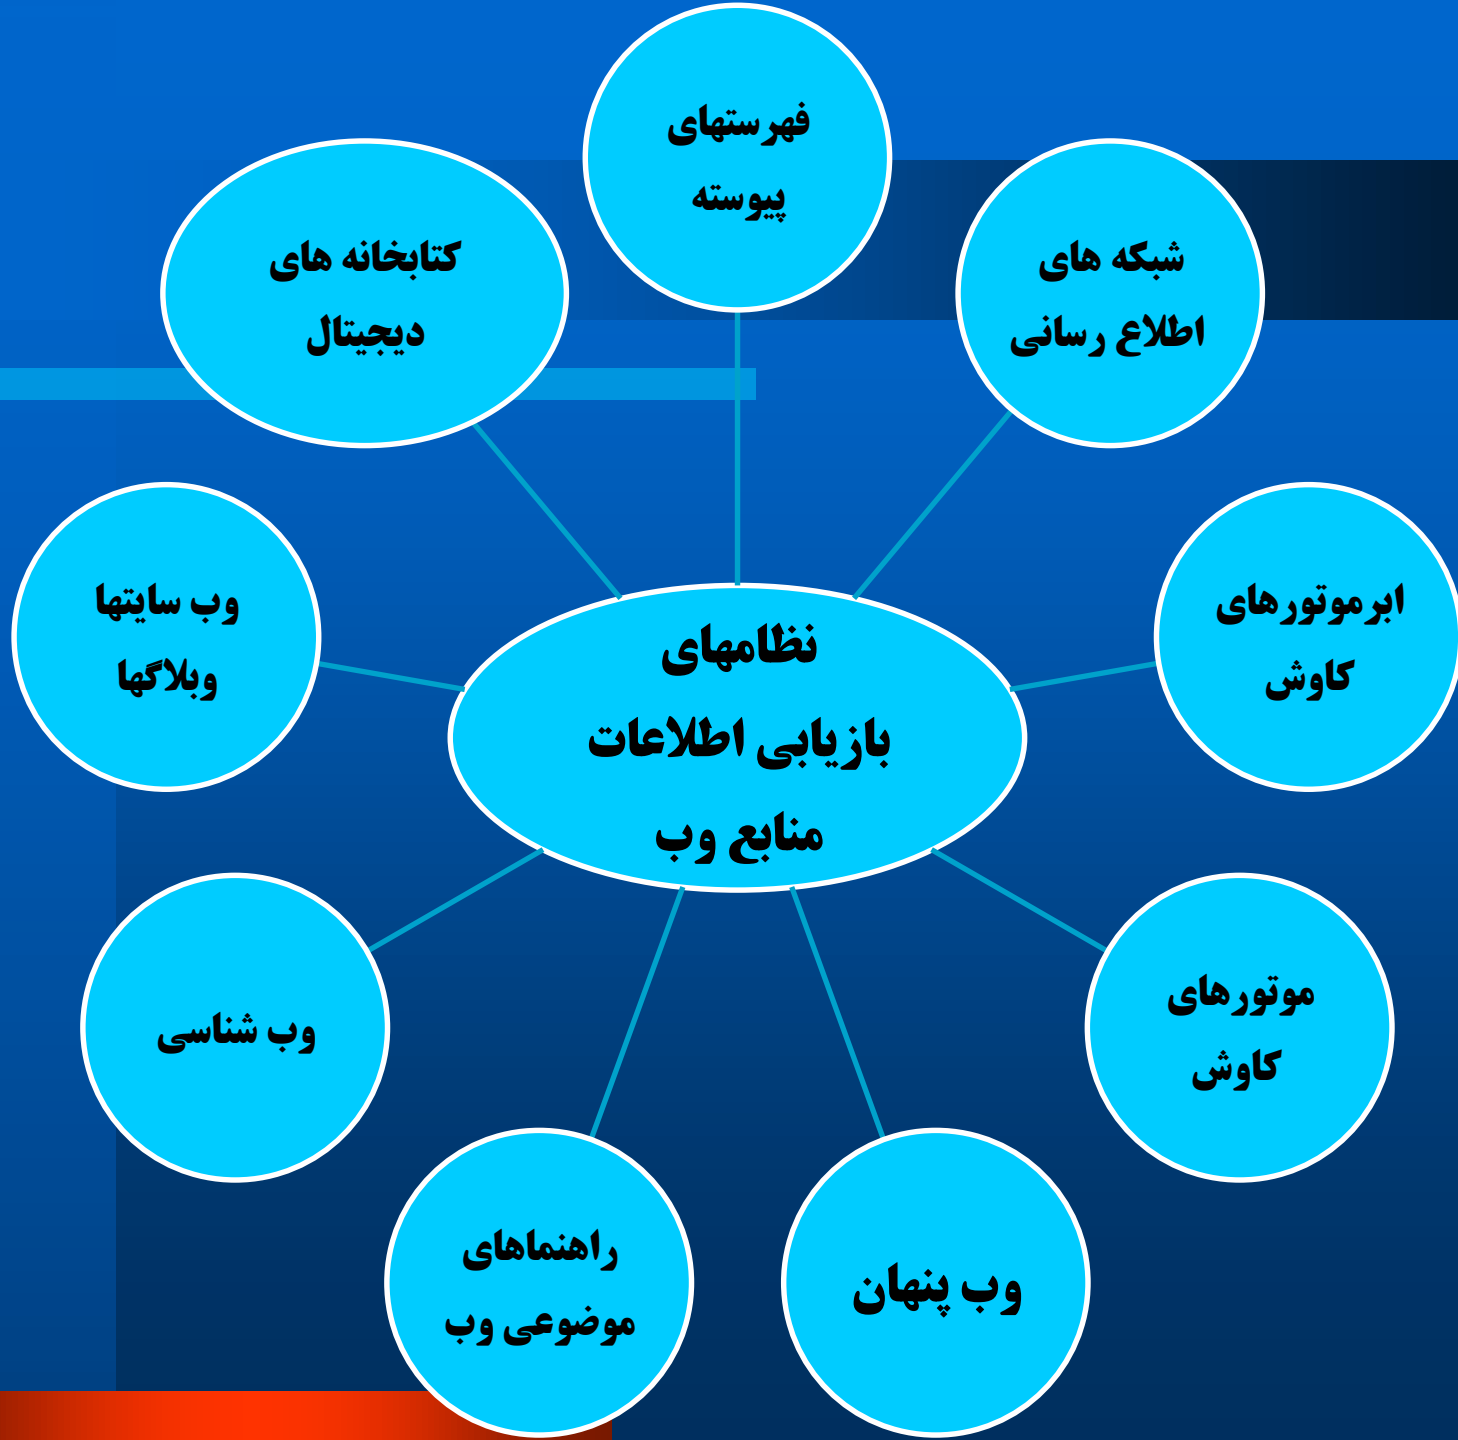 فهرستهای
پیوسته
شبکه های
اطلاع رسانی
کتابخانه های
دیجیتال
ابرموتورهای
کاوش
وب سایتها
وبلاگها
نظامهای
بازیابی اطلاعات
منابع وب
موتورهای
کاوش
وب شناسی
وب پنهان
راهنماهای
موضوعی وب